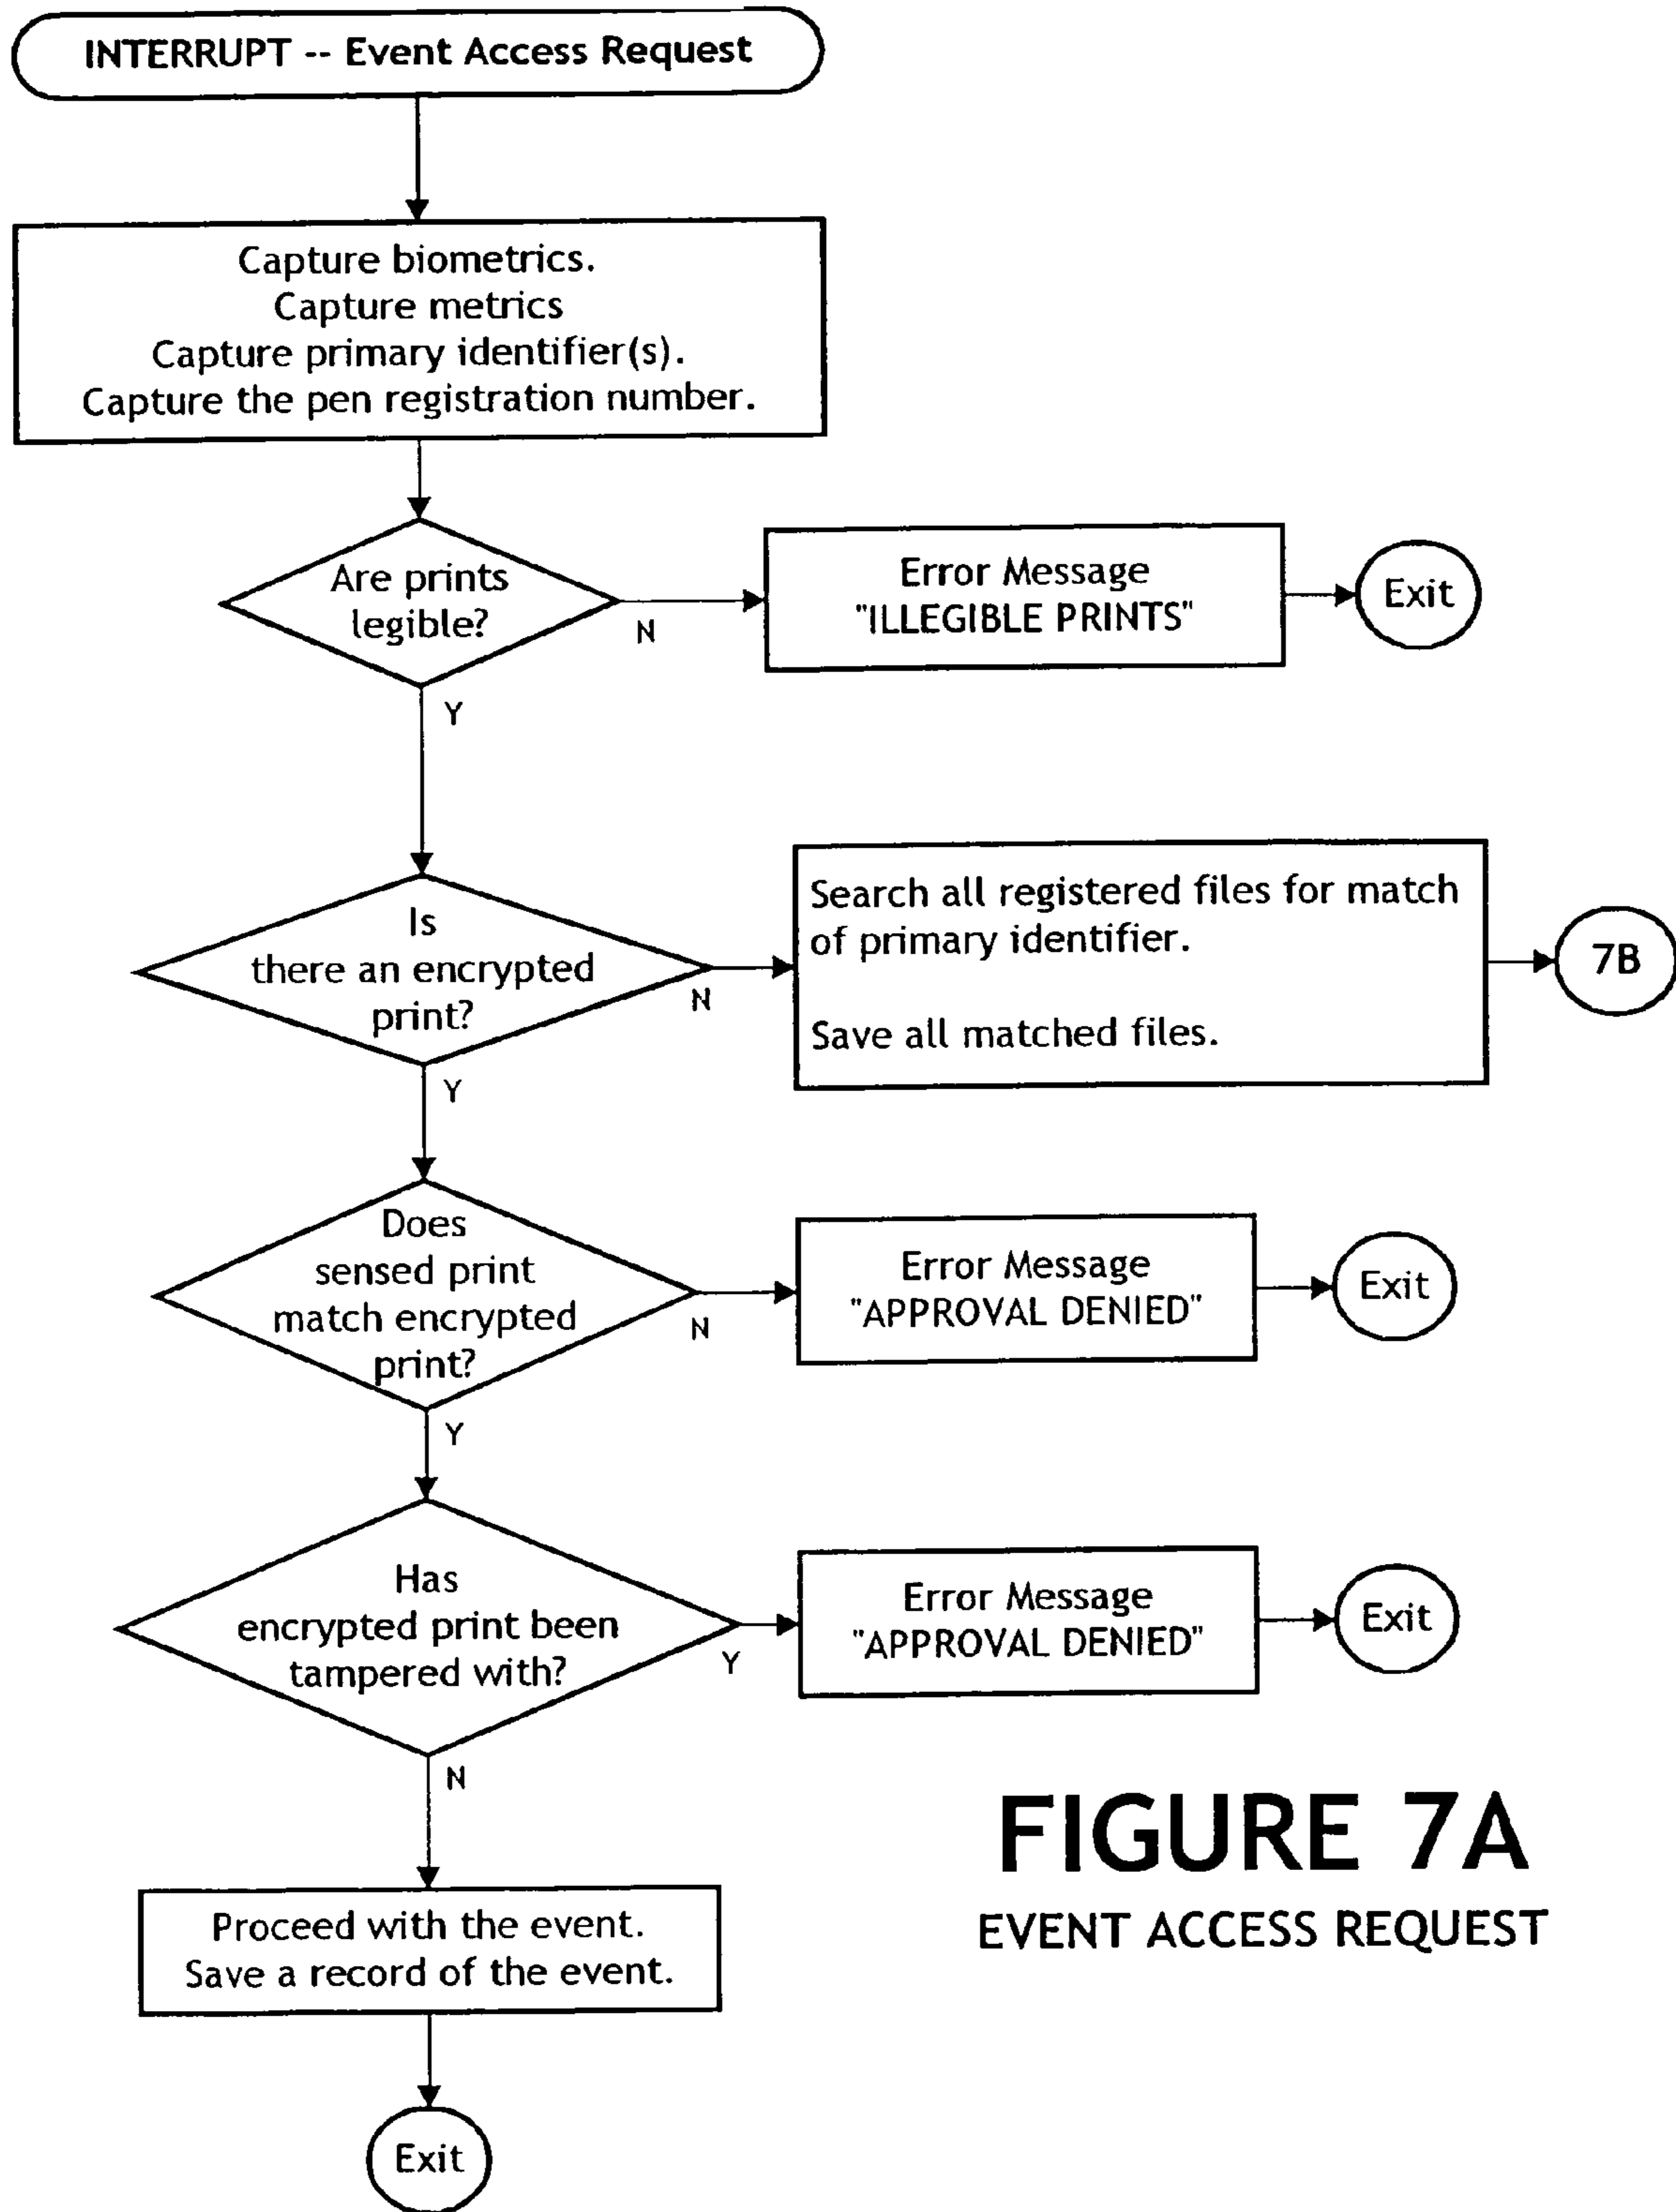 INTERRUPT -- Event Access Request
Capture biometrics.
Capture metrics
Capture primary identifier(s).
Capture the pen registration number.
Are prints
legible?
N
Error Message
"ILLEGIBLE PRINTS"
Exit
Y
Is
there an encrypted
print?
N
Search all registered files for match
of primary identifier.
Save all matched files.
7B
Y
Does
sensed print
match encrypted
print?
N
Error Message
"APPROVAL DENIED"
Exit
Y
Has
encrypted print been
tampered with?
Y
Error Message
"APPROVAL DENIED"
Exit
N
Proceed with the event.
Save a record of the event.
Exit
FIGURE 7A
EVENT ACCESS REQUEST